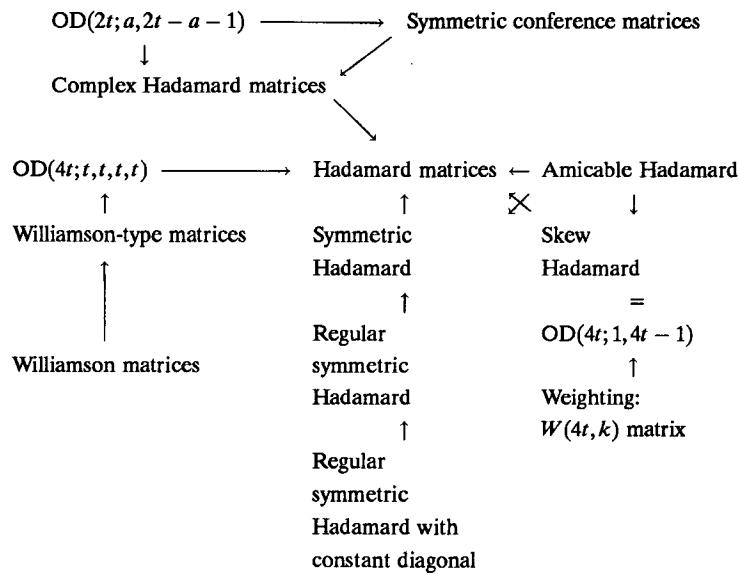 OD(2t; a, 2t − a − 1) → Symmetric conference matrices
↓ ↙
Complex Hadamard matrices
↘
OD(4t; t, t, t, t) → Hadamard matrices ← Amicable Hadamard
↑ ↑ ↓
Williamson-type matrices Symmetric Skew
Hadamard Hadamard
↑ ↑ =
Regular OD(4t; 1, 4t − 1)
Williamson matrices symmetric ↑
Hadamard Weighting:
↑ W(4t, k) matrix
Regular
symmetric
Hadamard with
constant diagonal